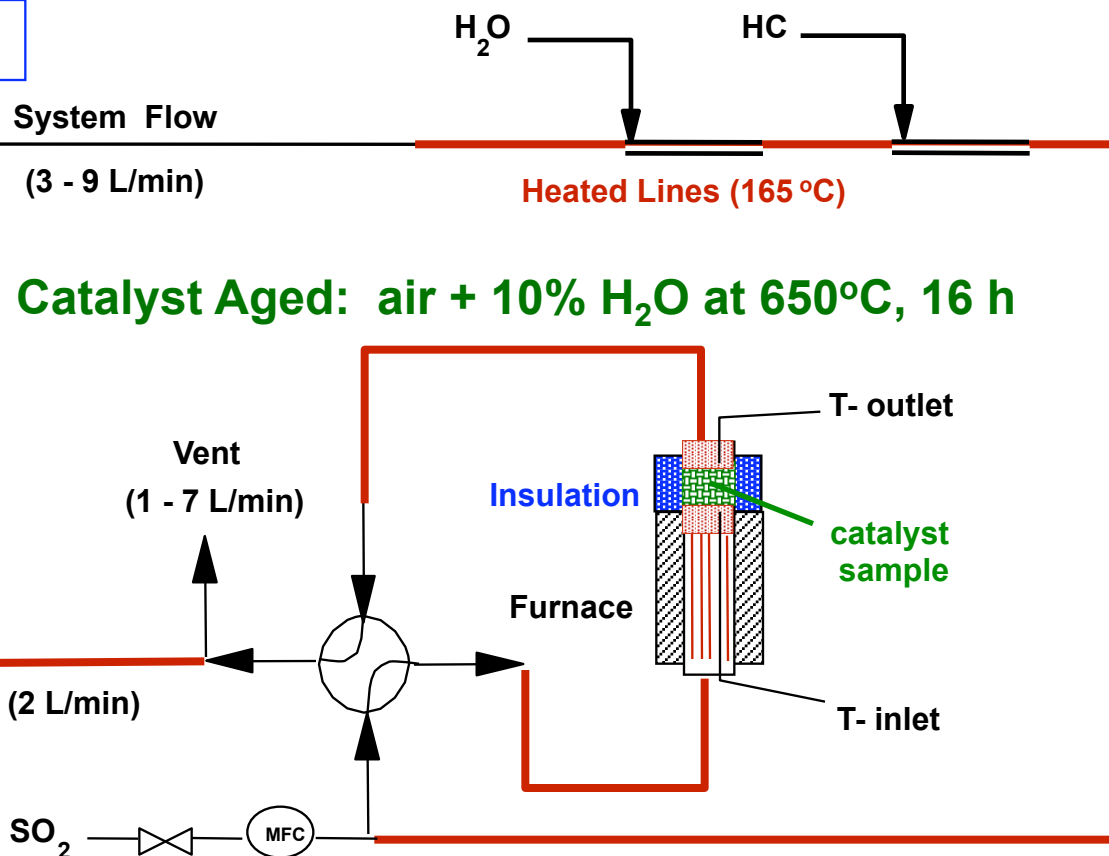 H₂O
HC
System Flow
(3 - 9 L/min)
Heated Lines (165 ºC)
Catalyst Aged: air + 10% H₂O at 650ºC, 16 h
T- outlet
Vent
(1 - 7 L/min)
Insulation
catalyst
sample
Furnace
(2 L/min)
T- inlet
SO₂
MFC